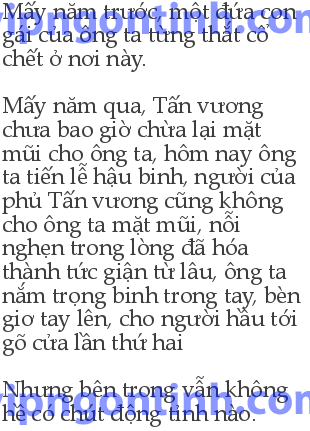 Mấy năm trước, một đứa con
gái của ông ta từng thắt cổ
chết ở nơi này.
Mấy năm qua, Tấn vương
chưa bao giờ chừa lại mặt
mũi cho ông ta, hôm nay ông
ta tiến lễ hậu binh, người của
phủ Tấn vương cũng không
cho ông ta mặt mũi, nỗi
nghẹn trong lòng đã hóa
thành tức giận từ lâu, ông ta
nắm trọng binh trong tay, bèn
giơ tay lên, cho người hầu tới
gõ cửa lần thứ hai
Nhưng bên trong vẫn không
hề có chút động tĩnh nào.
vipngontinh.com